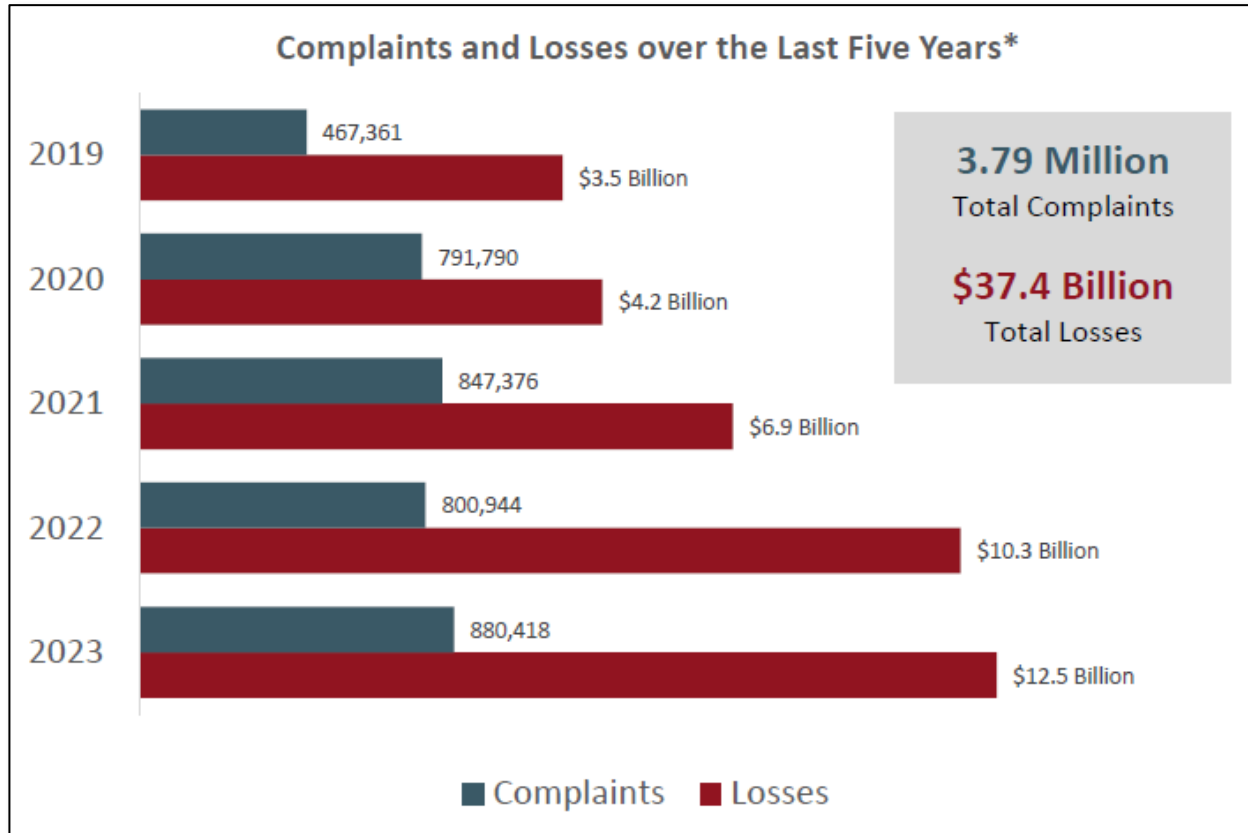 Complaints and Losses over the Last Five Years*
2019
467,361
$3.5 Billion
2020
791,790
$4.2 Billion
2021
847,376
$6.9 Billion
2022
800,944
$10.3 Billion
2023
880,418
$12.5 Billion
3.79 Million
Total Complaints
$37.4 Billion
Total Losses
Complaints Losses